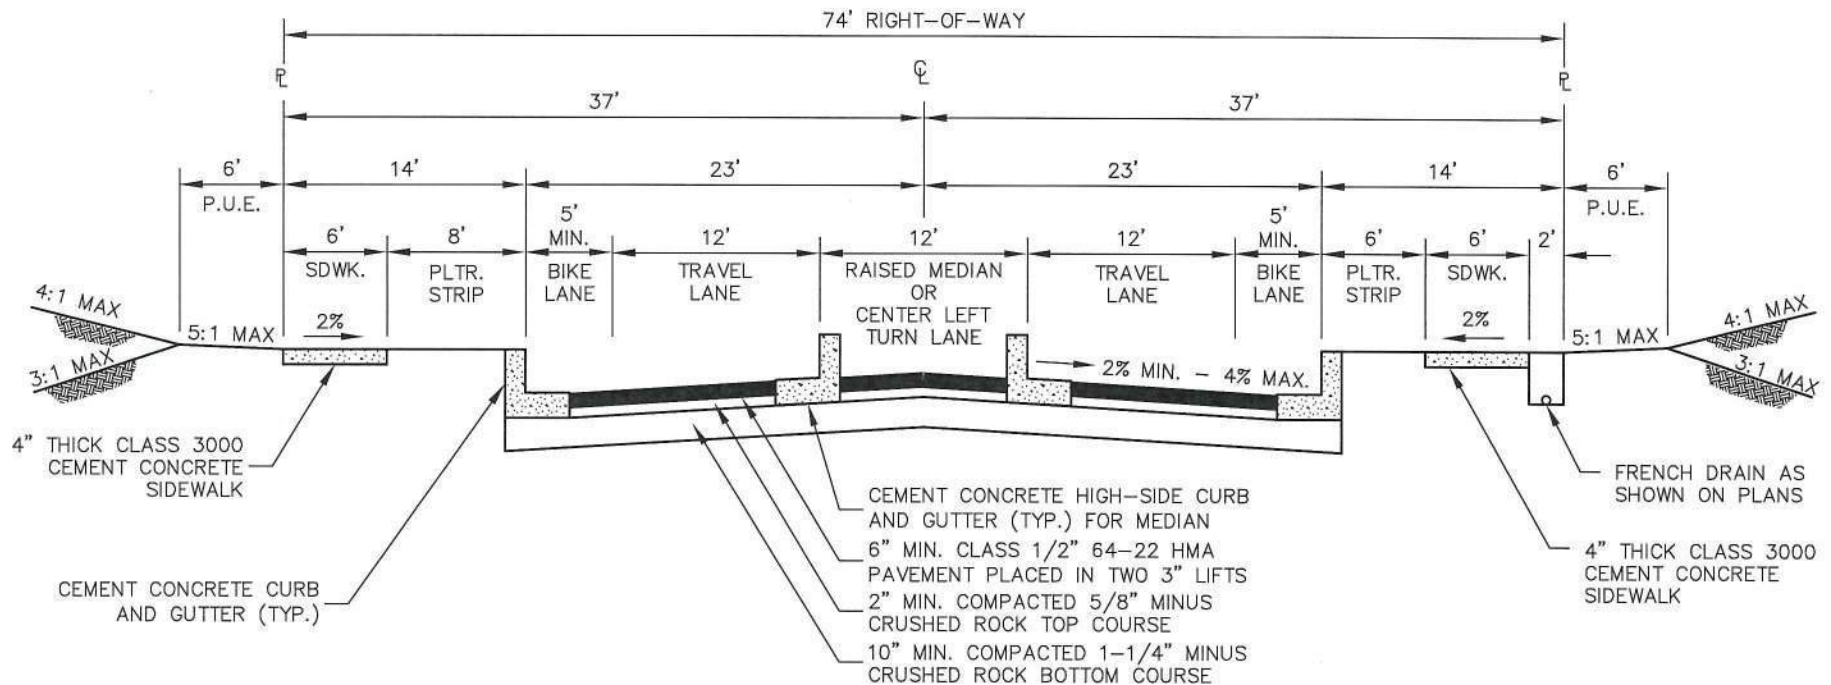 74' RIGHT-OF-WAY
PL
CL
PL
37'
37'
6'
14'
23'
23'
14'
6'
P.U.E.
P.U.E.
6'
8'
5'
MIN.
12'
12'
12'
5'
MIN.
6'
6'
2'
SDWK.
PLTR.
STRIP
BIKE
LANE
TRAVEL
LANE
RAISED MEDIAN
OR
CENTER LEFT
TURN LANE
TRAVEL
LANE
BIKE
LANE
PLTR.
STRIP
SDWK.
4:1 MAX
5:1 MAX
2%
3:1 MAX
2% MIN. - 4% MAX.
2%
5:1 MAX
4:1 MAX
3:1 MAX
4" THICK CLASS 3000
CEMENT CONCRETE
SIDEWALK
CEMENT CONCRETE CURB
AND GUTTER (TYP.)
CEMENT CONCRETE HIGH-SIDE CURB
AND GUTTER (TYP.) FOR MEDIAN
6" MIN. CLASS 1/2" 64-22 HMA
PAVEMENT PLACED IN TWO 3" LIFTS
2" MIN. COMPACTED 5/8" MINUS
CRUSHED ROCK TOP COURSE
10" MIN. COMPACTED 1-1/4" MINUS
CRUSHED ROCK BOTTOM COURSE
FRENCH DRAIN AS
SHOWN ON PLANS
4" THICK CLASS 3000
CEMENT CONCRETE
SIDEWALK